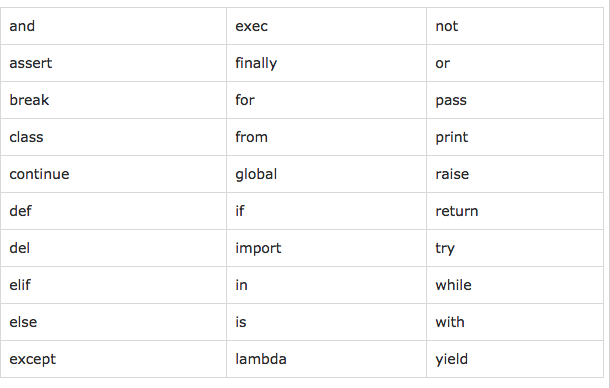 and exec not
assert finally or
break for pass
class from print
continue global raise
def if return
del import try
elif in while
else is with
except lambda yield